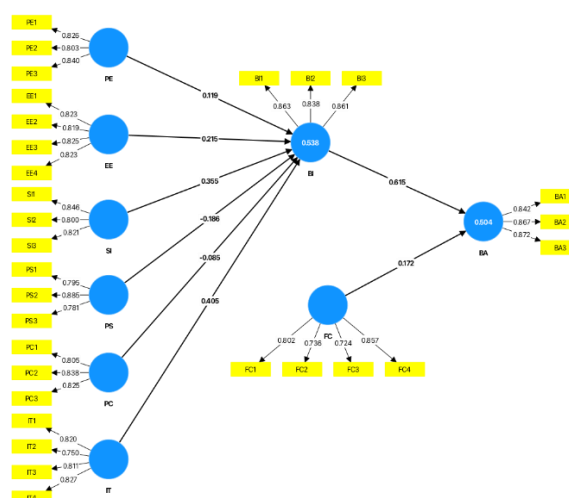 PE1
0.826
PE2
0.803
PE3
0.840
PE
EE1
0.823
EE2
0.819
EE3
0.825
EE4
0.823
EE
SI1
0.846
SI2
0.800
SI3
0.821
SI
PS1
0.795
PS2
0.885
PS3
0.781
PS
PC1
0.805
PC2
0.838
PC3
0.825
PC
IT1
0.820
IT2
0.750
IT3
0.811
0.827
IT
0.119
0.215
0.355
-0.186
-0.085
0.405
BI1
BI2
BI3
0.863
0.838
0.861
0.538
BI
0.615
0.172
0.504
BA
0.842
BA1
0.867
BA2
0.872
BA3
FC
0.802
0.736
0.724
0.857
FC1
FC2
FC3
FC4